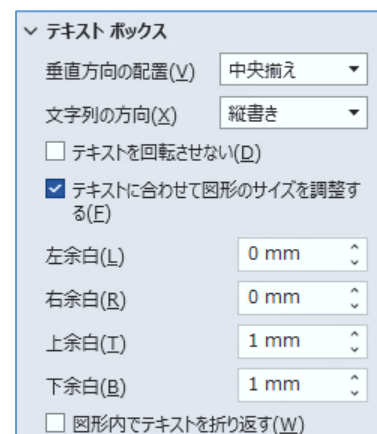 テキスト ボックス
垂直方向の配置(V) 中央揃え
文字列の方向(X) 縦書き
テキストを回転させない(D)
テキストに合わせて図形のサイズを調整す
る(F)
左余白(L) 0 mm
右余白(R) 0 mm
上余白(T) 1 mm
下余白(B) 1 mm
図形内でテキストを折り返す(W)